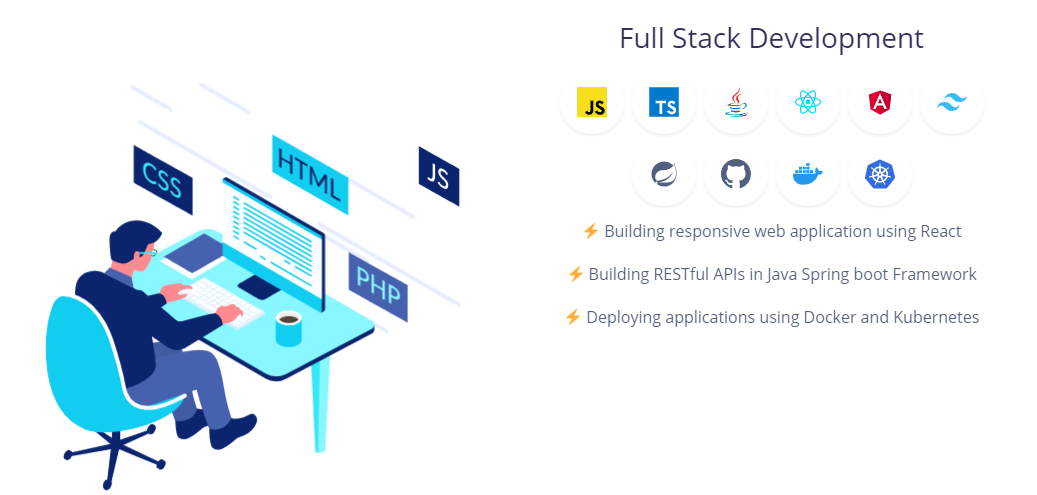 Full Stack Development
JS TS
⚡ Building responsive web application using React
⚡ Building RESTful APIs in Java Spring boot Framework
⚡ Deploying applications using Docker and Kubernetes
CSS
HTML
JS
PHP